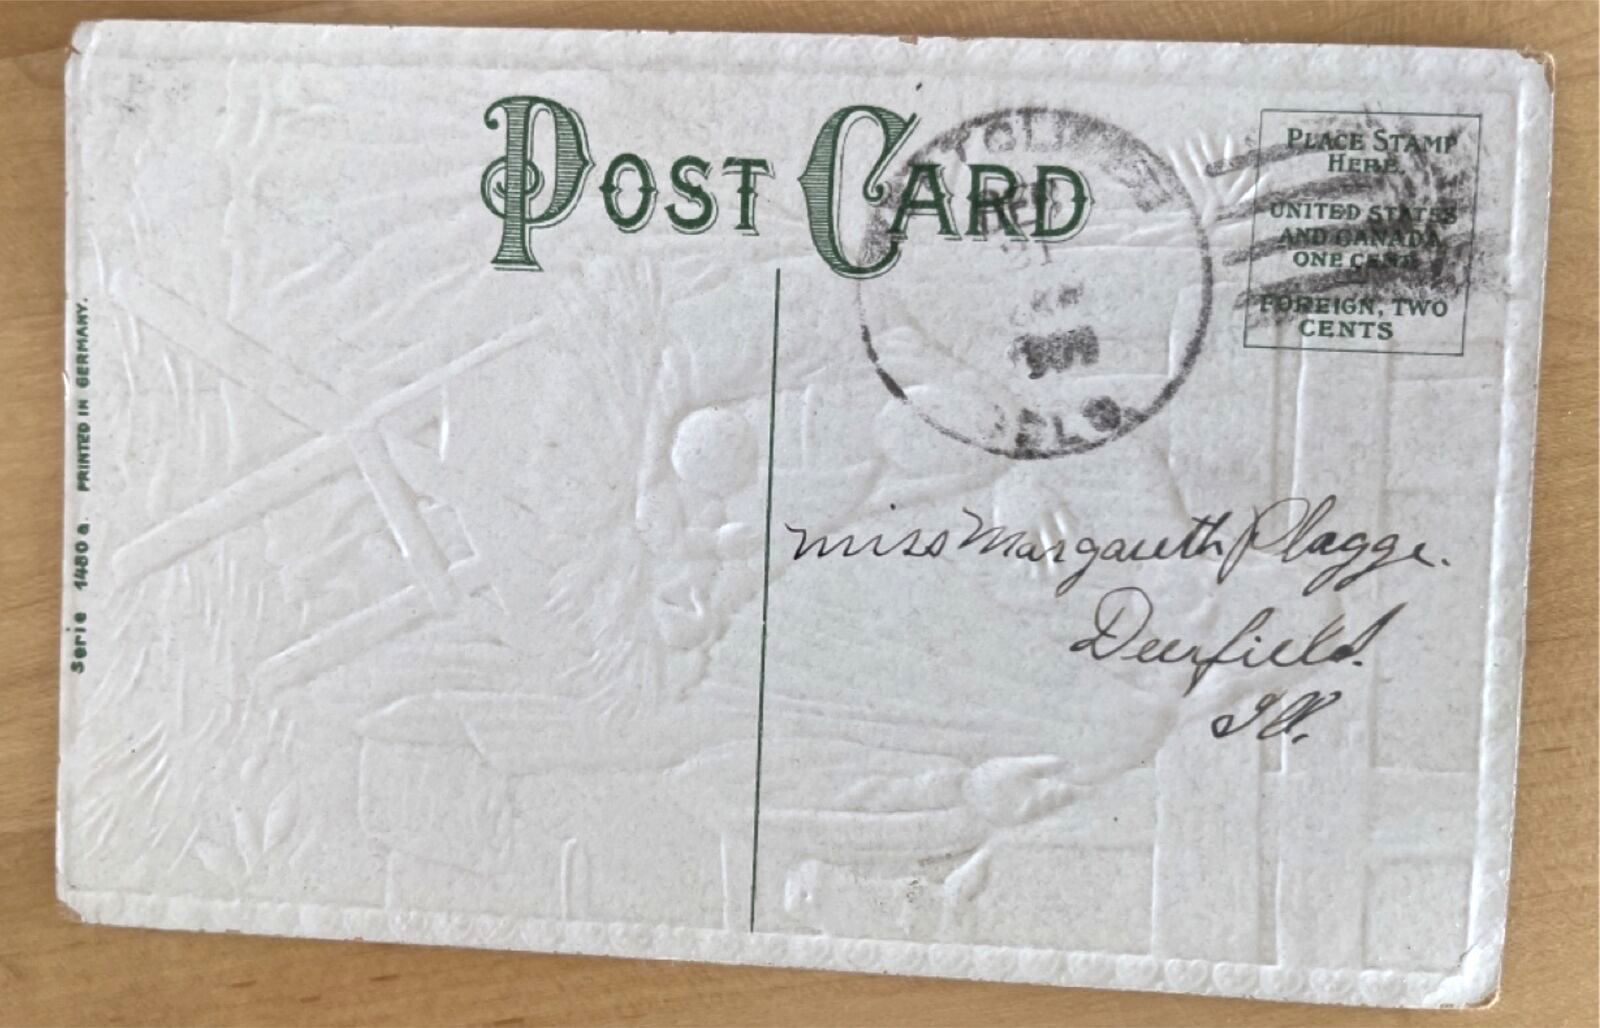 POST CARD
PLACE STAMP
HERE.
UNITED STATES
AND CANADA
ONE CENT
FOREIGN, TWO
CENTS
Serie 1480 a. PRINTED IN GERMANY.
Miss Margareth Plagge.
Deerfield.
Ill.